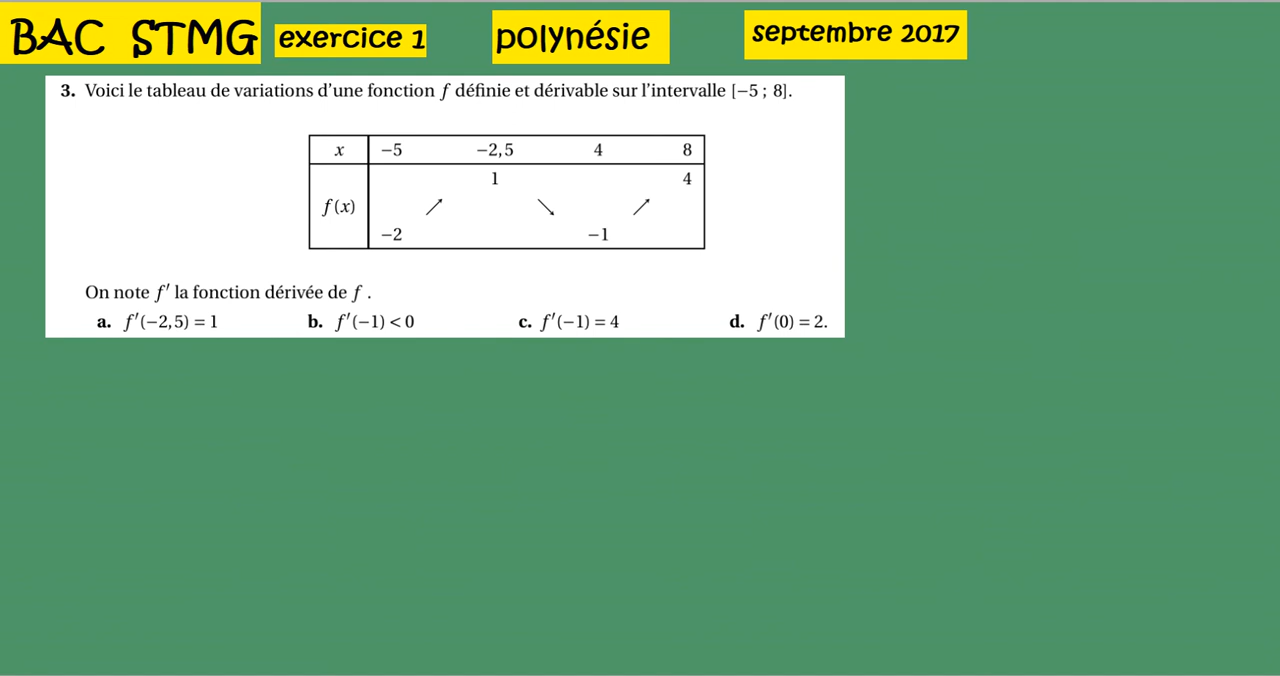 BAC STMG exercice 1 polynésie septembre 2017
3. Voici le tableau de variations d'une fonction f définie et dérivable sur l'intervalle [−5 ; 8].
x −5 −2,5 4 8
1 4
f(x) ↗ ↘ ↗
−2 −1
On note f′ la fonction dérivée de f .
a. f′(−2,5) = 1 b. f′(−1) < 0 c. f′(−1) = 4 d. f′(0) = 2.